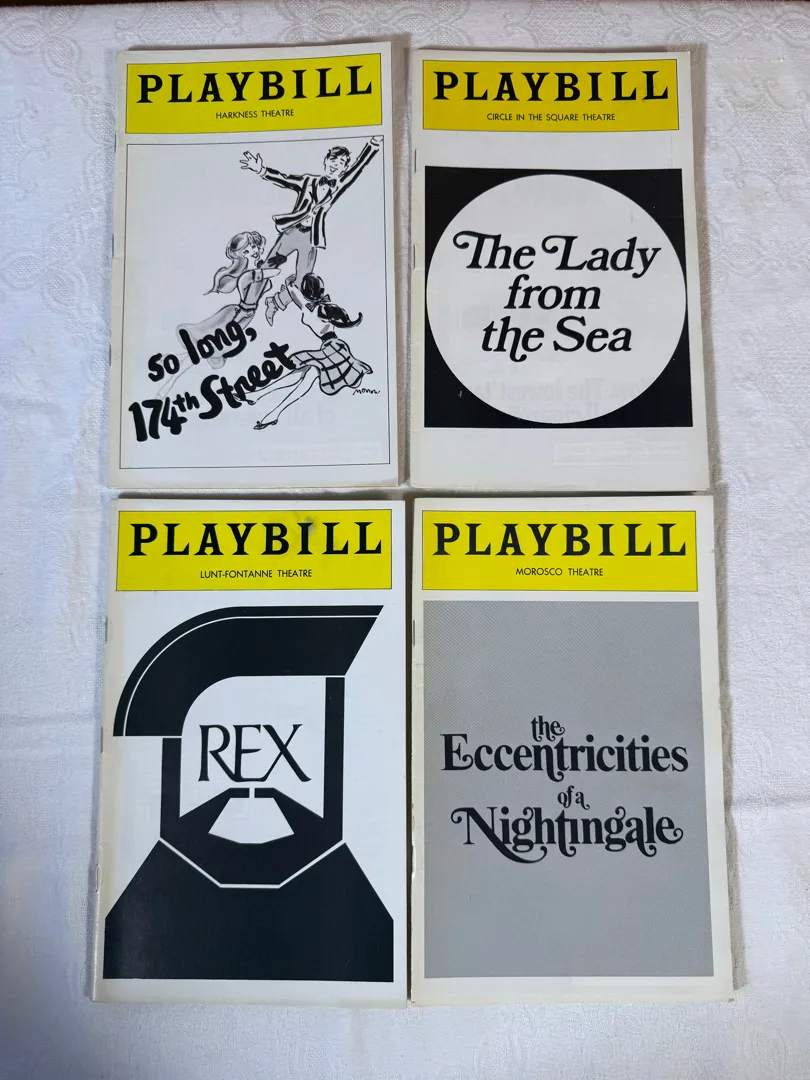 PLAYBILL
HARKNESS THEATRE
so long,
174th Street
PLAYBILL
CIRCLE IN THE SQUARE THEATRE
The Lady
from
the Sea
PLAYBILL
LUNT-FONTANNE THEATRE
REX
PLAYBILL
MOROSCO THEATRE
the
Eccentricities
of a
Nightingale